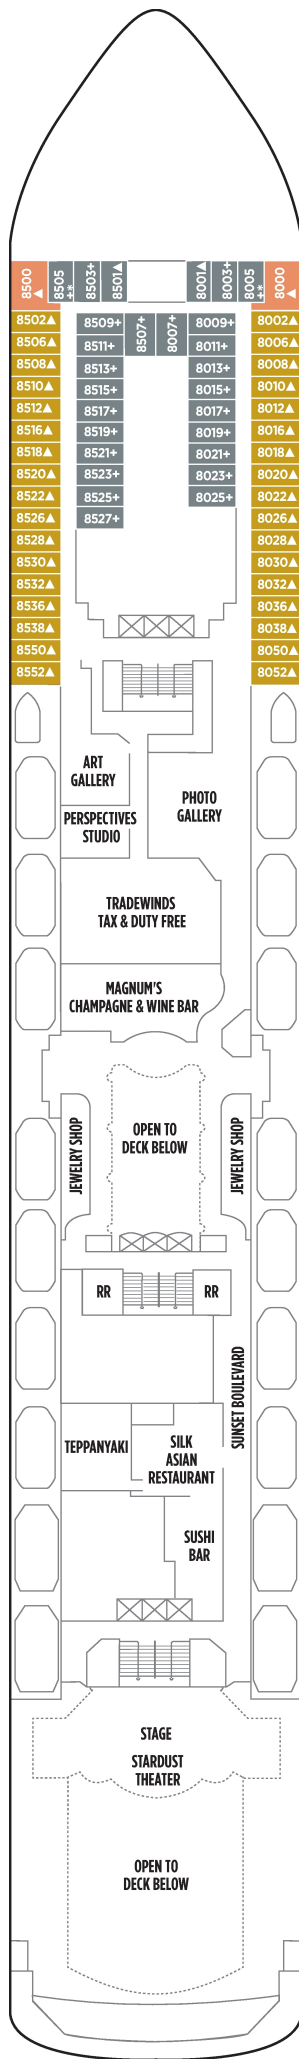 8500▲
8505+*
8503+
8501▲
8001▲
8003+
8005+*
8000▲
8502▲
8506▲
8508▲
8510▲
8512▲
8516▲
8518▲
8520▲
8522▲
8526▲
8528▲
8530▲
8532▲
8536▲
8538▲
8550▲
8552▲
8509+
8511+
8513+
8515+
8517+
8519+
8521+
8523+
8525+
8527+
8507+
8007+
8009+
8011+
8013+
8015+
8017+
8019+
8021+
8023+
8025+
8002▲
8006▲
8008▲
8010▲
8012▲
8016▲
8018▲
8020▲
8022▲
8026▲
8028▲
8030▲
8032▲
8036▲
8038▲
8050▲
8052▲
ART
GALLERY
PERSPECTIVES
STUDIO
PHOTO
GALLERY
TRADEWINDS
TAX & DUTY FREE
MAGNUM'S
CHAMPAGNE & WINE BAR
JEWELRY SHOP
OPEN TO
DECK BELOW
JEWELRY SHOP
RR
RR
SUNSET BOULEVARD
TEPPANYAKI
SILK
ASIAN
RESTAURANT
SUSHI
BAR
STAGE
STARDUST
THEATER
OPEN TO
DECK BELOW